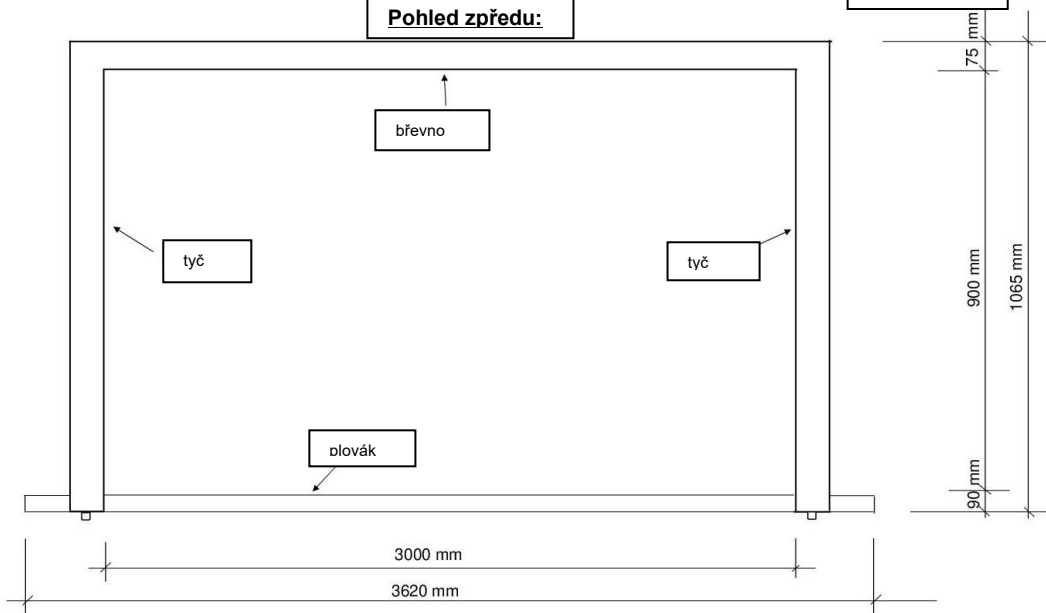 Pohled zpředu:
75 mm
břevno
tyč
tyč
900 mm
1065 mm
plovák
90 mm
3000 mm
3620 mm